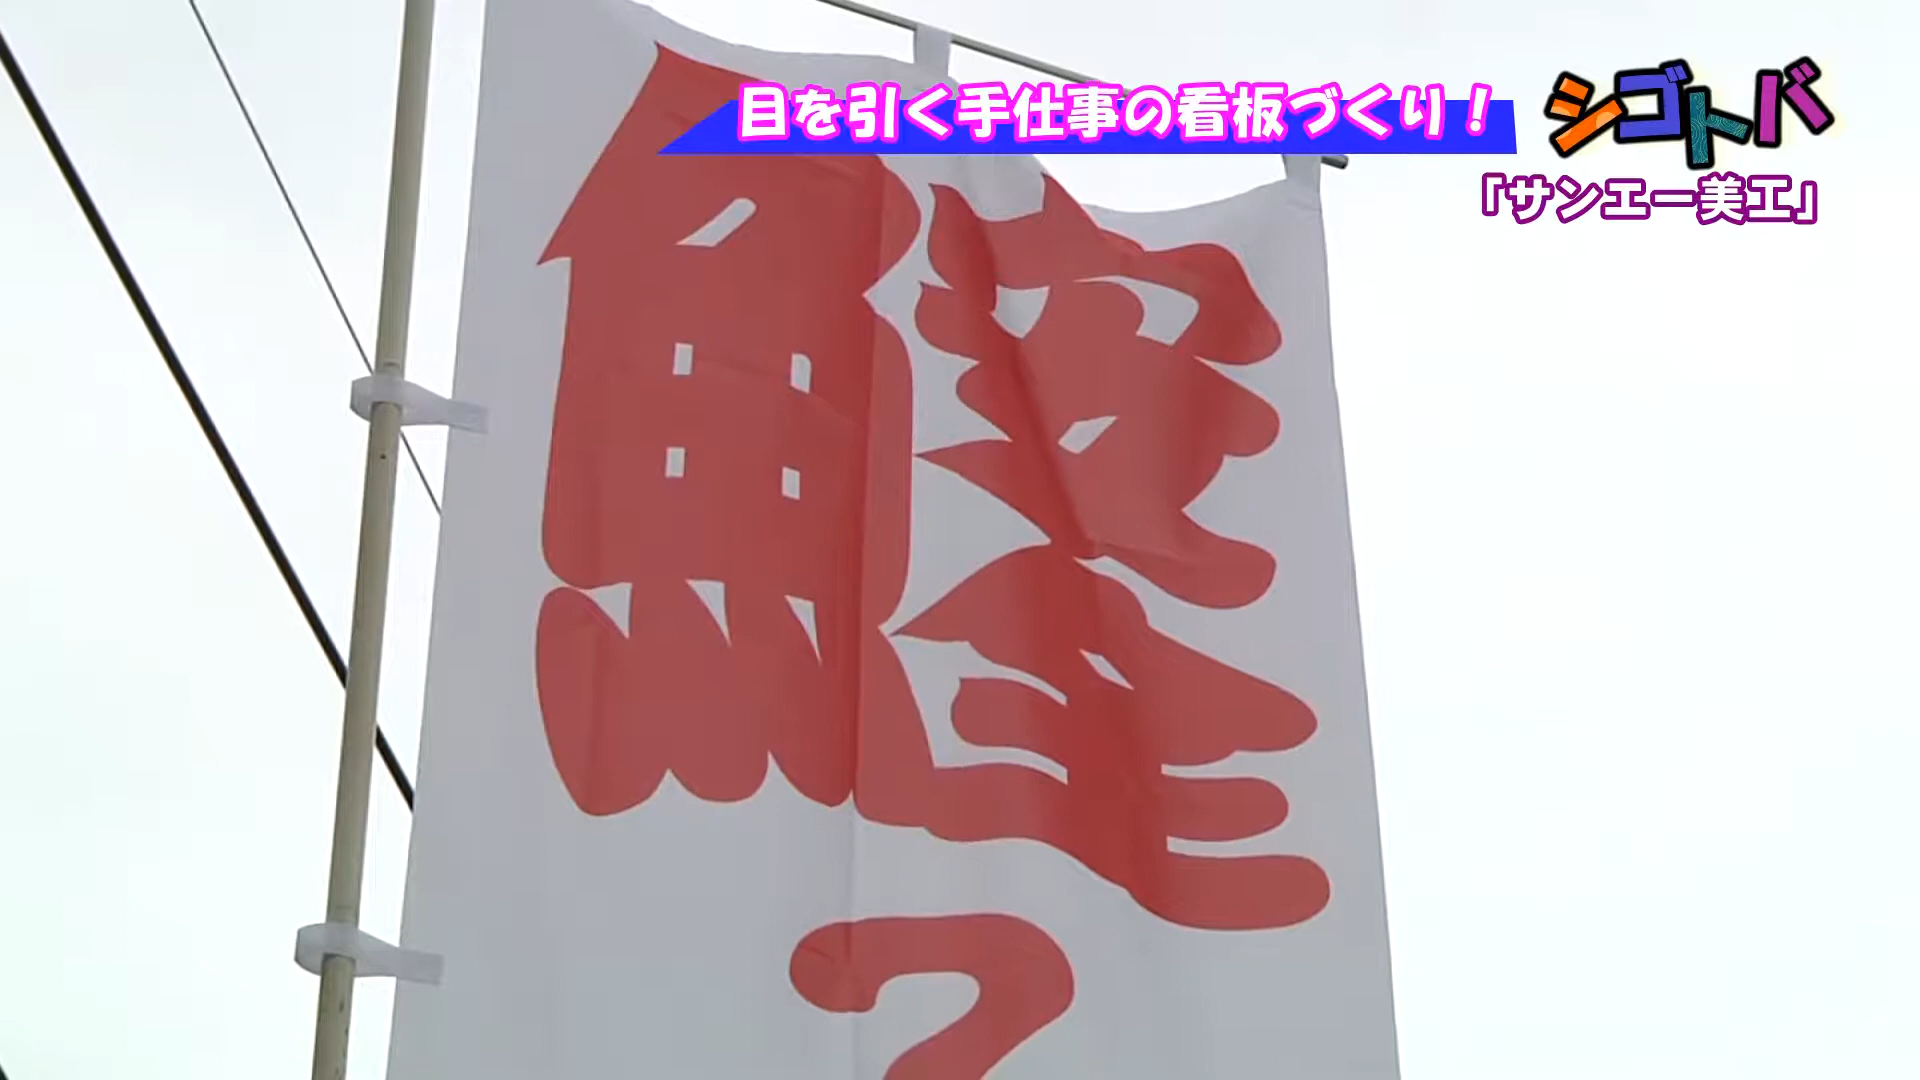 目を引く手仕事の看板づくり！
シゴトバ
「サンエー美工」